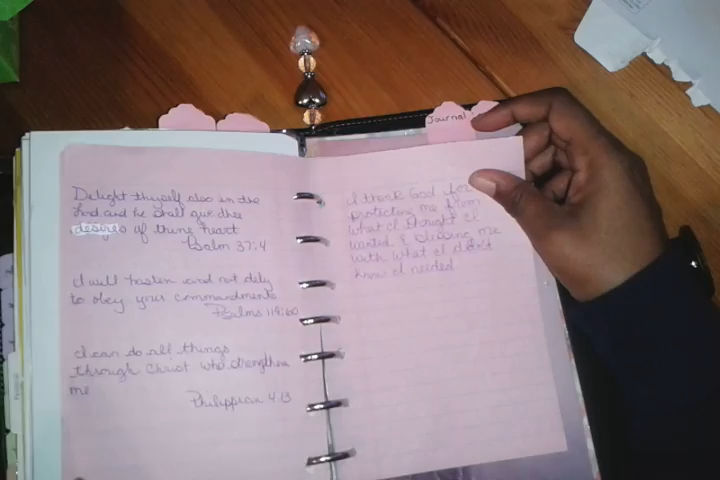 Journal
Delight thyself also in the
Lord and he shall give thee
desires of thine heart
Psalm 37:4
I will hasten and not dely
to obey your commandments
Psalms 119:60
I can do all things
through Christ who strengthens
me
Philippian 4:13
I thank God for
protecting me from
what I thought I
wanted & blessing me
with what I didn't
know I needed